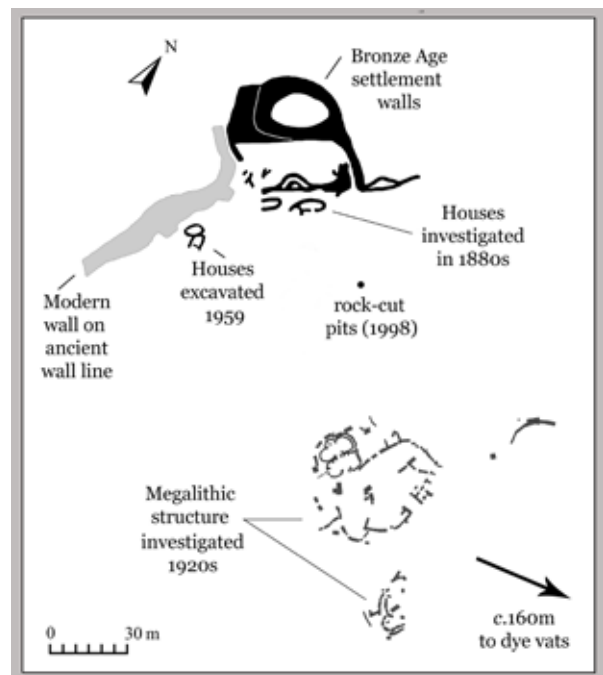 N
Bronze Age
settlement
walls
Houses
investigated
in 1880s
Houses
excavated
1959
rock-cut
pits (1998)
Modern
wall on
ancient
wall line
Megalithic
structure
investigated
1920s
c.160m
to dye vats
0 30 m